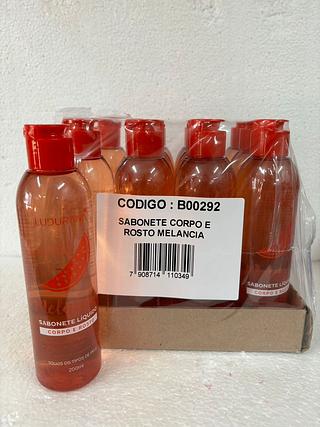 CODIGO : B00292
SABONETE CORPO E
ROSTO MELANCIA
7 908714 110349
SABONETE LÍQUIDO
CORPO E ROSTO
200ml